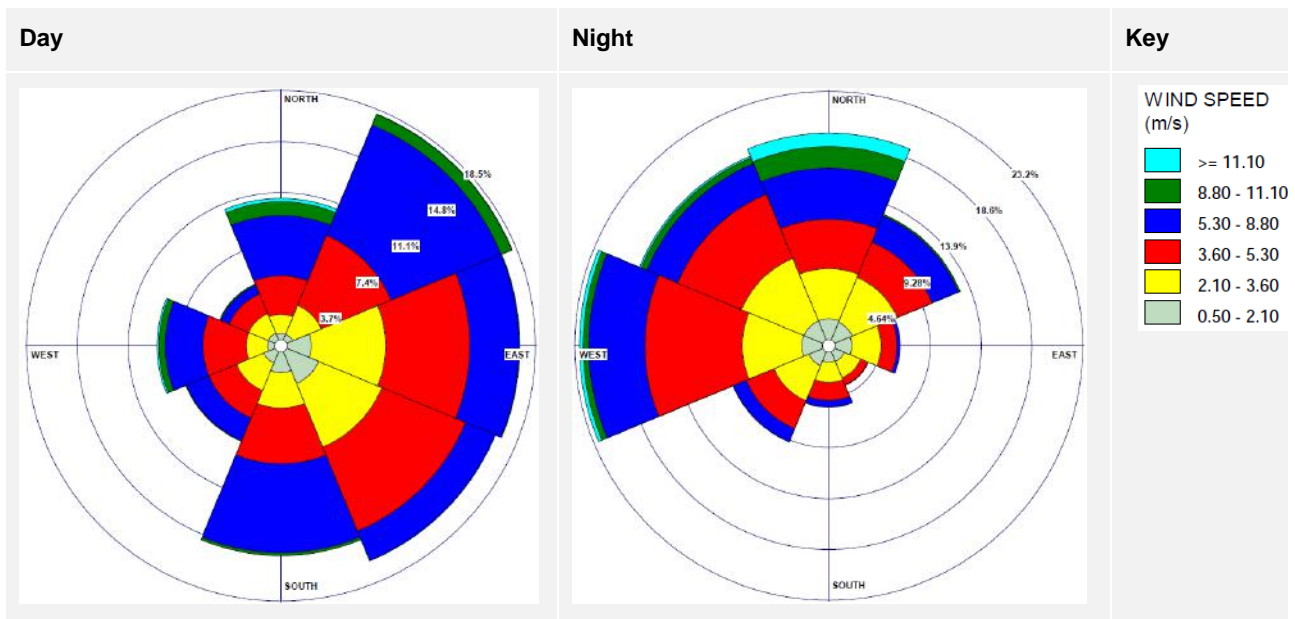 Day
Night
Key
NORTH
18.5%
14.8%
11.1%
7.4%
3.7%
WEST
EAST
SOUTH
NORTH
23.2%
18.6%
13.9%
9.28%
4.64%
WEST
EAST
SOUTH
WIND SPEED
(m/s)
>= 11.10
8.80 - 11.10
5.30 - 8.80
3.60 - 5.30
2.10 - 3.60
0.50 - 2.10